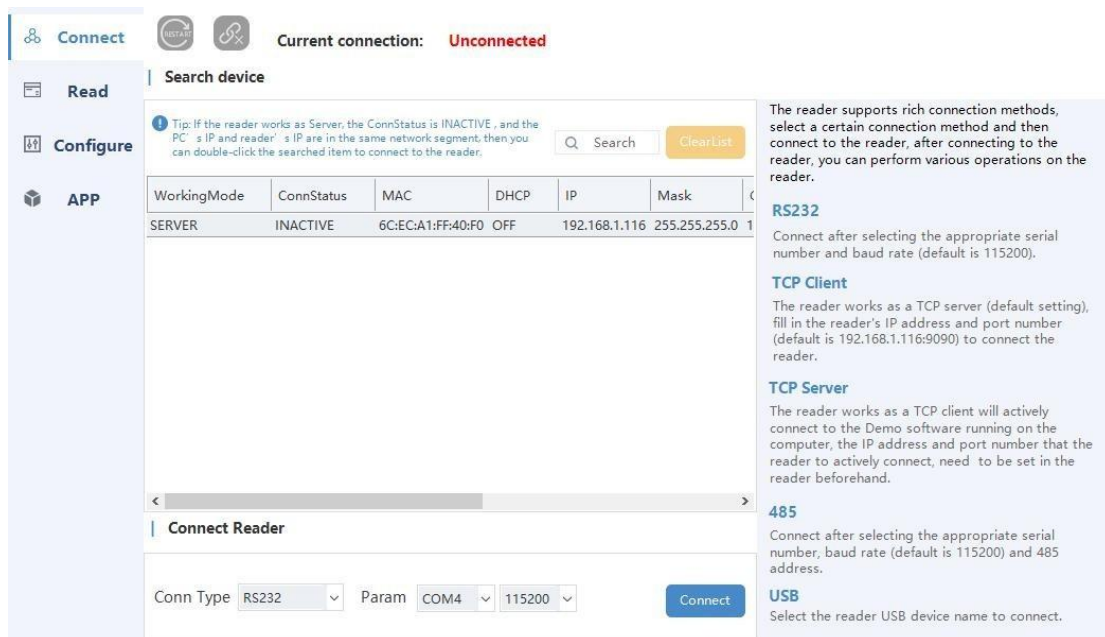 Connect
Read
Configure
APP
RESTART
Current connection: Unconnected
Search device
Tip: If the reader works as Server, the ConnStatus is INACTIVE , and the
PC' s IP and reader' s IP are in the same network segment, then you
can double-click the searched item to connect to the reader.
Search
ClearList
WorkingMode ConnStatus MAC DHCP IP Mask
SERVER INACTIVE 6C:EC:A1:FF:40:F0 OFF 192.168.1.116 255.255.255.0 1
Connect Reader
Conn Type RS232 Param COM4 115200 Connect
The reader supports rich connection methods,
select a certain connection method and then
connect to the reader, after connecting to the
reader, you can perform various operations on the
reader.
RS232
Connect after selecting the appropriate serial
number and baud rate (default is 115200).
TCP Client
The reader works as a TCP server (default setting),
fill in the reader's IP address and port number
(default is 192.168.1.116:9090) to connect the
reader.
TCP Server
The reader works as a TCP client will actively
connect to the Demo software running on the
computer, the IP address and port number that the
reader to actively connect, need to be set in the
reader beforehand.
485
Connect after selecting the appropriate serial
number, baud rate (default is 115200) and 485
address.
USB
Select the reader USB device name to connect.